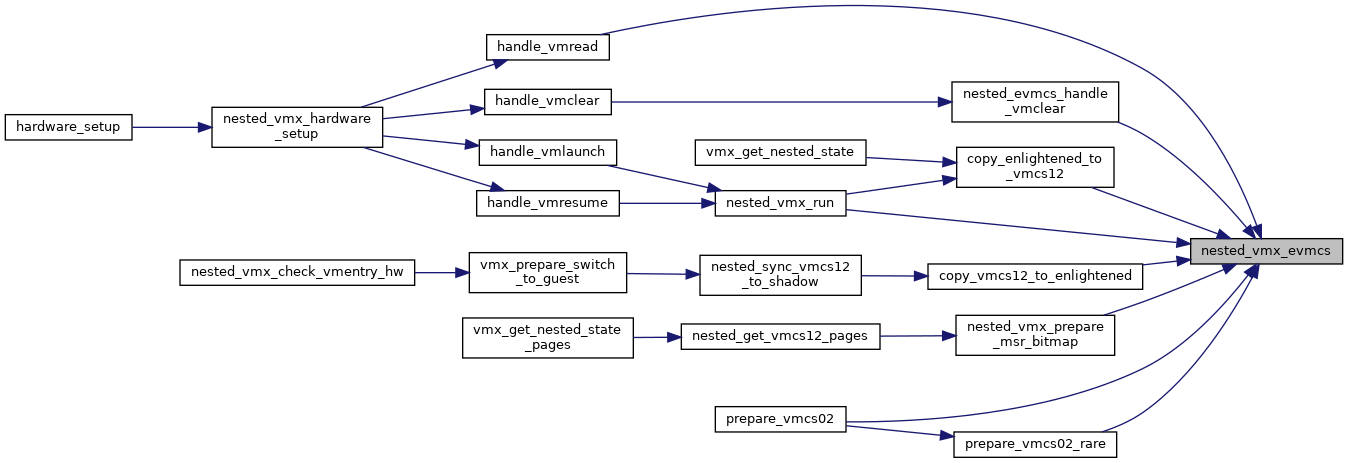 hardware_setup
nested_vmx_hardware
_setup
handle_vmread
handle_vmclear
handle_vmlaunch
handle_vmresume
vmx_get_nested_state
nested_vmx_run
nested_evmcs_handle
_vmclear
copy_enlightened_to
_vmcs12
nested_vmx_evmcs
nested_vmx_check_vmentry_hw
vmx_prepare_switch
_to_guest
nested_sync_vmcs12
_to_shadow
copy_vmcs12_to_enlightened
vmx_get_nested_state
_pages
nested_get_vmcs12_pages
nested_vmx_prepare
_msr_bitmap
prepare_vmcs02
prepare_vmcs02_rare